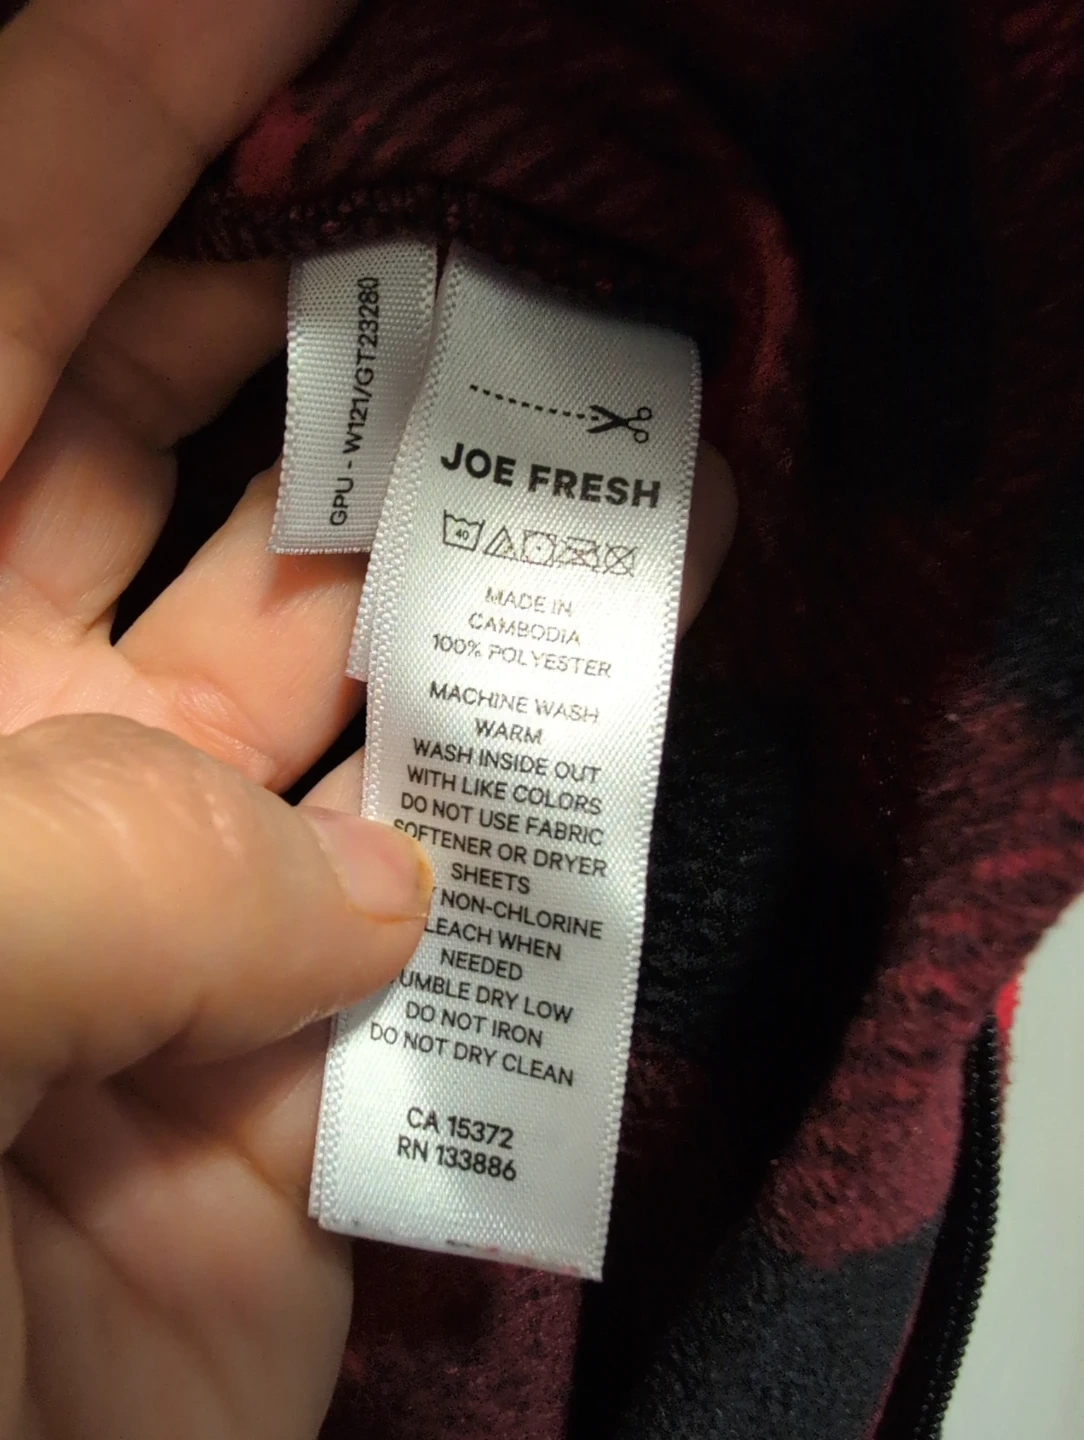 GPU - W121/GT23280
JOE FRESH
40
MADE IN
CAMBODIA
100% POLYESTER
MACHINE WASH
WARM
WASH INSIDE OUT
WITH LIKE COLORS
DO NOT USE FABRIC
SOFTENER OR DRYER
SHEETS
NON-CHLORINE
LEACH WHEN
NEEDED
UMBLE DRY LOW
DO NOT IRON
DO NOT DRY CLEAN
CA 15372
RN 133886